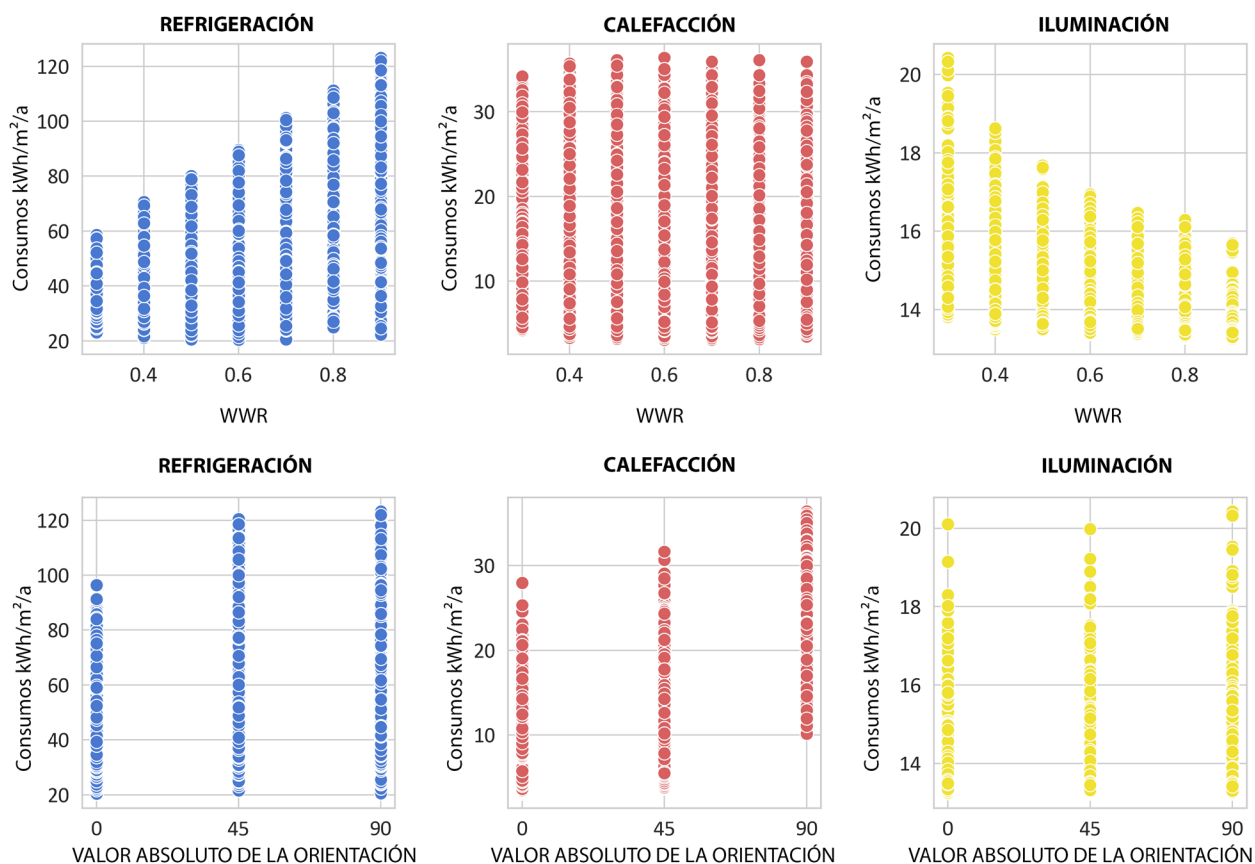 REFRIGERACIÓN
CALEFACCIÓN
ILUMINACIÓN
Consumos kWh/m²/a
120
100
80
60
40
20
0.4
0.6
0.8
WWR
Consumos kWh/m²/a
30
20
10
0.4
0.6
0.8
WWR
Consumos kWh/m²/a
20
18
16
14
0.4
0.6
0.8
WWR
REFRIGERACIÓN
CALEFACCIÓN
ILUMINACIÓN
Consumos kWh/m²/a
120
100
80
60
40
20
0
45
90
VALOR ABSOLUTO DE LA ORIENTACIÓN
Consumos kWh/m²/a
30
20
10
0
45
90
VALOR ABSOLUTO DE LA ORIENTACIÓN
Consumos kWh/m²/a
20
18
16
14
0
45
90
VALOR ABSOLUTO DE LA ORIENTACIÓN